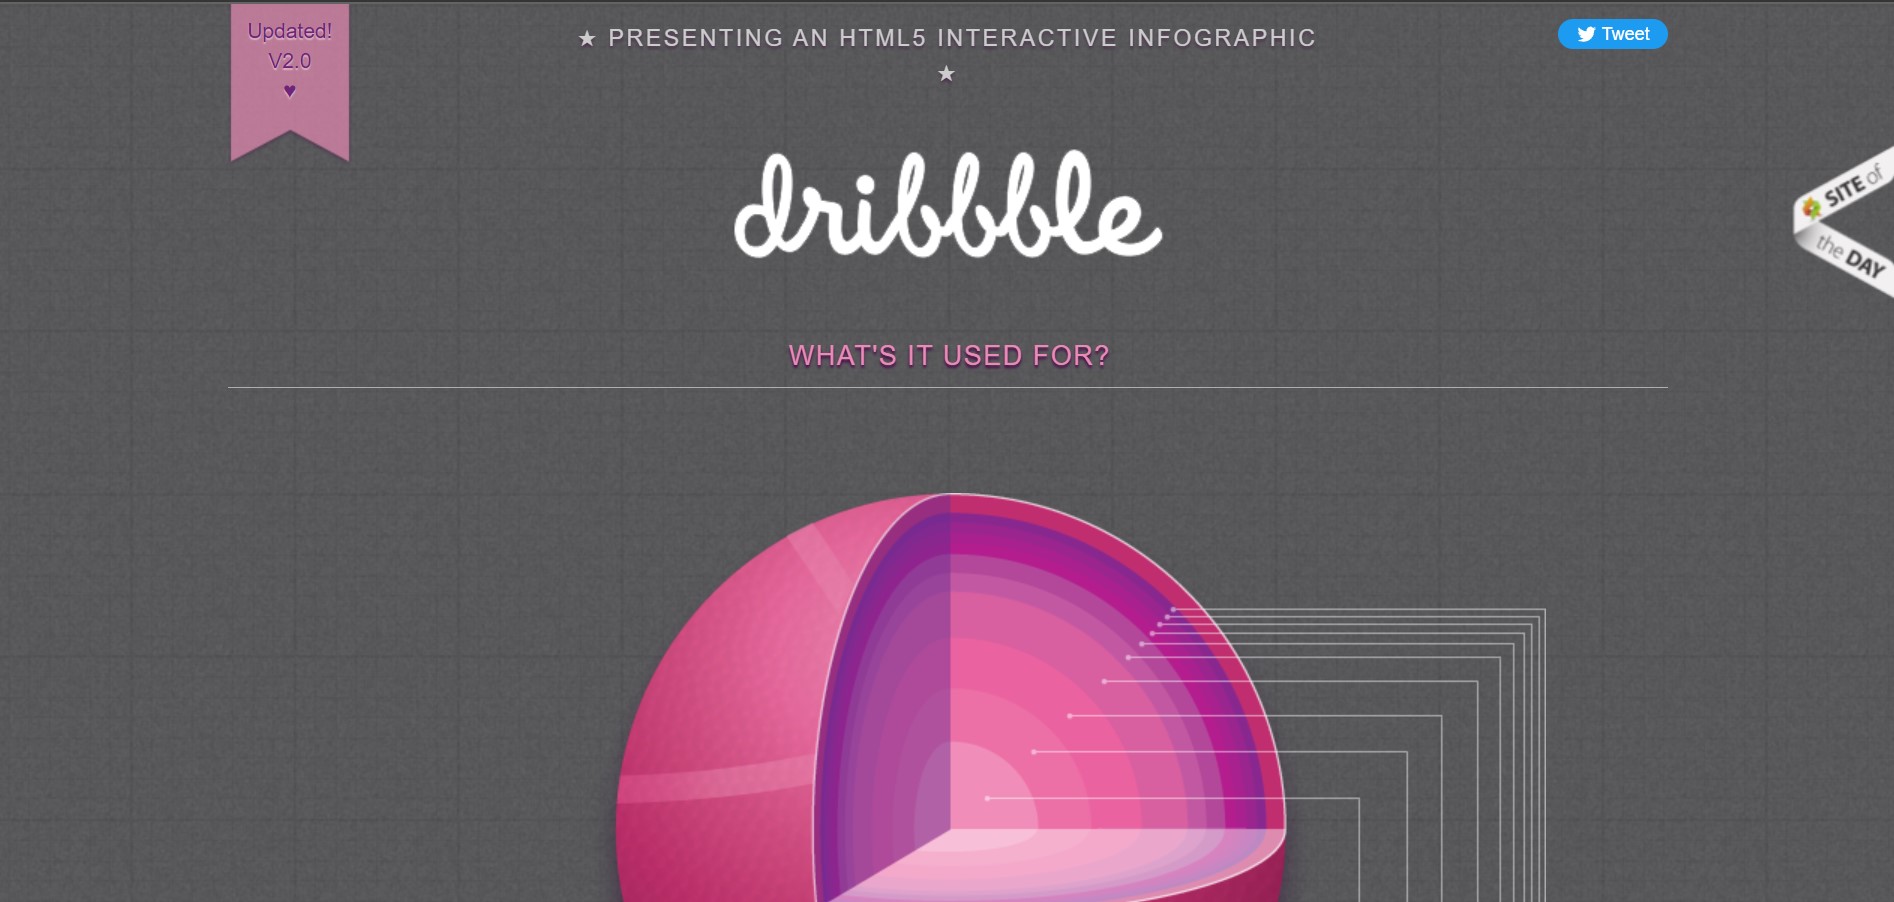 Updated!
V2.0
♥
★ PRESENTING AN HTML5 INTERACTIVE INFOGRAPHIC
★
Tweet
dribbble
SITE of
the DAY
WHAT'S IT USED FOR?